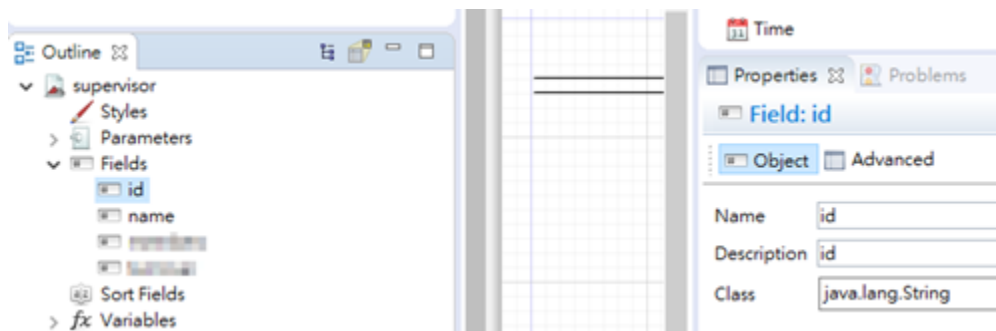 Outline
supervisor
Styles
Parameters
Fields
id
name
Sort Fields
fx Variables
Time
Properties Problems
Field: id
Object Advanced
Name id
Description id
Class java.lang.String